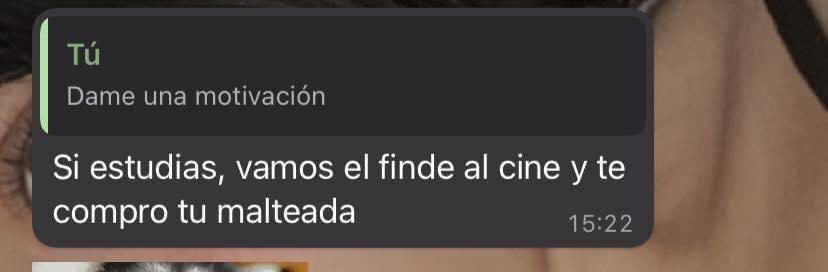 Tú
Dame una motivación
Si estudias, vamos el finde al cine y te
compro tu malteada
15:22